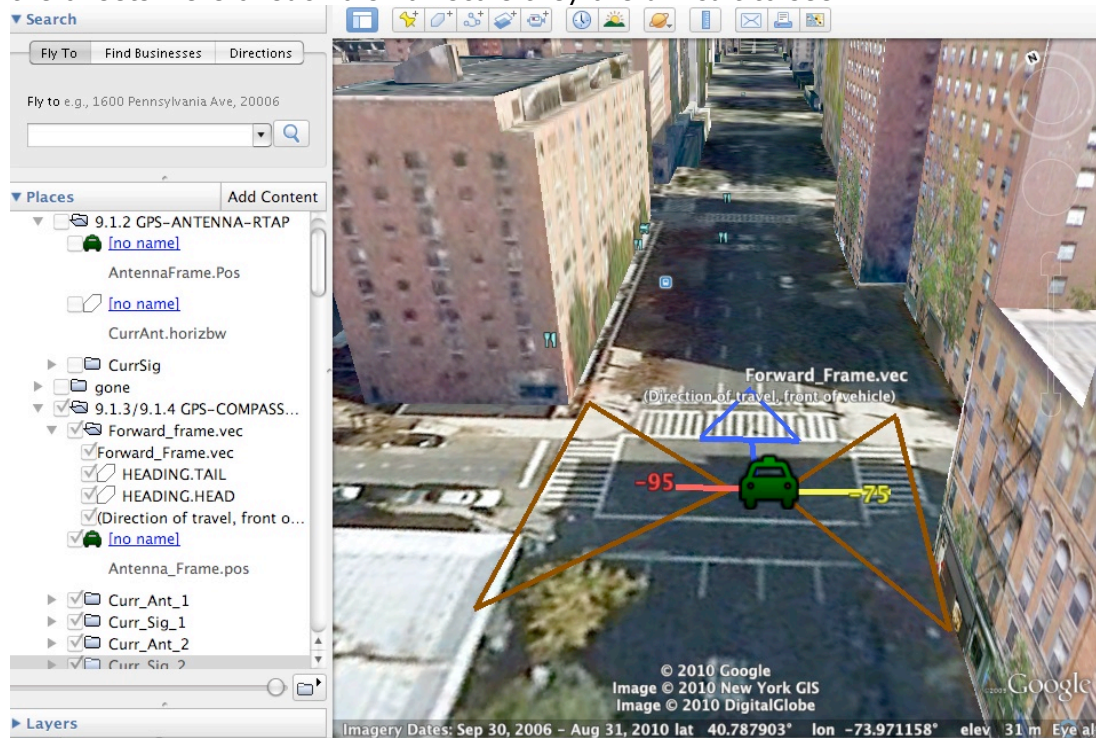 Search
Fly To
Find Businesses
Directions
Fly to e.g., 1600 Pennsylvania Ave, 20006
Places
Add Content
9.1.2 GPS-ANTENNA-RTAP
[no name]
AntennaFrame.Pos
[no name]
CurrAnt.horizbw
CurrSig
gone
9.1.3/9.1.4 GPS-COMPASS...
Forward_frame.vec
Forward_Frame.vec
HEADING.TAIL
HEADING.HEAD
(Direction of travel, front o...
[no name]
Antenna_Frame.pos
Curr_Ant_1
Curr_Sig_1
Curr_Ant_2
Curr_Sig_2
Layers
N
Forward_Frame.vec
(Direction of travel, front of vehicle)
-95
-75
© 2010 Google
Image © 2010 New York GIS
Image © 2010 DigitalGlobe
©2009 Google
Imagery Dates: Sep 30, 2006 - Aug 31, 2010 lat 40.787903° lon -73.971158° elev 31 m Eye al